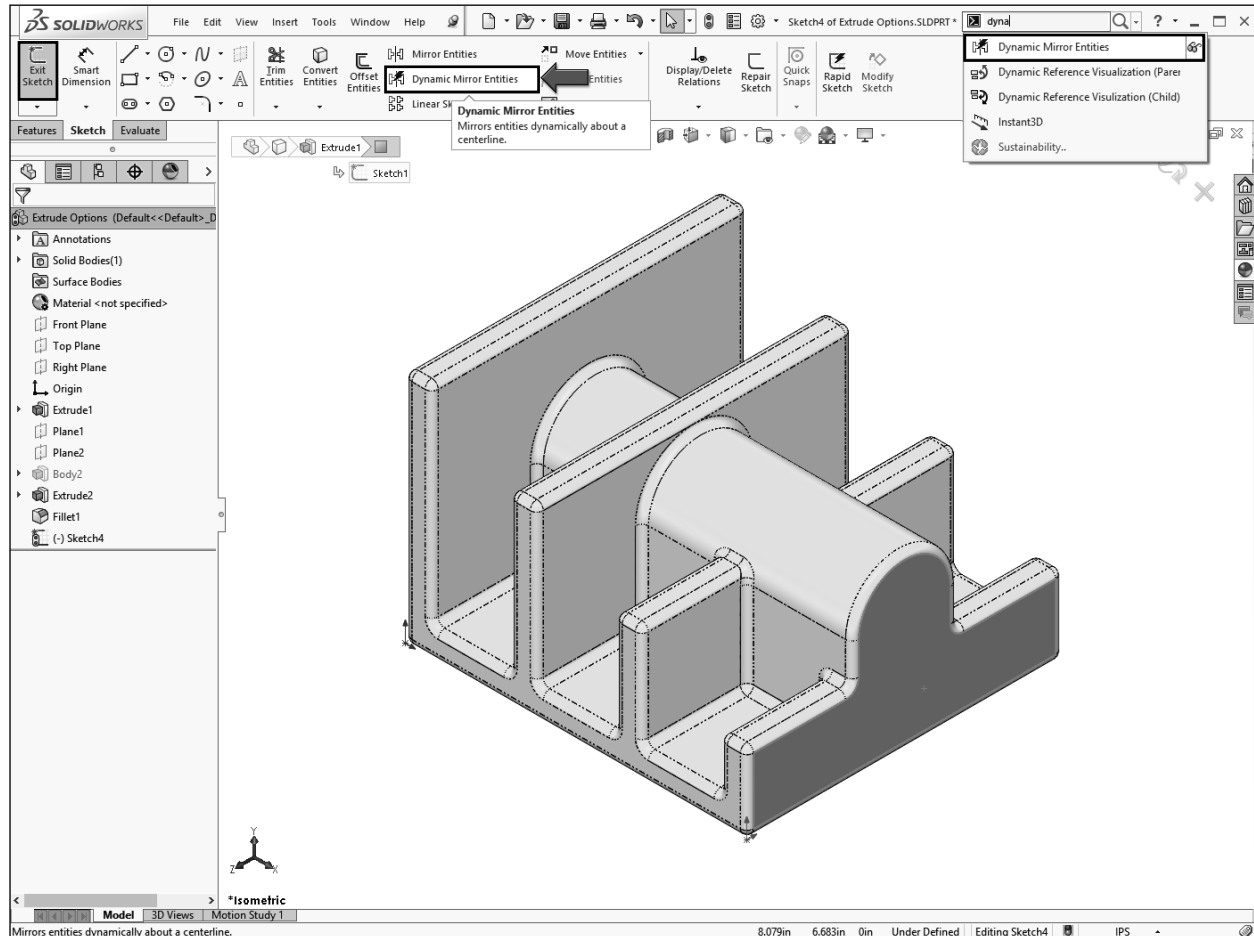 SOLIDWORKS File Edit View Insert Tools Window Help Sketch4 of Extrude Options.SLDPRT * dyna ?
Exit Sketch
Smart Dimension
Trim Entities
Convert Entities
Offset Entities
Mirror Entities
Dynamic Mirror Entities
Linear Sk
Move Entities
Entities
Display/Delete Relations
Repair Sketch
Quick Snaps
Rapid Sketch
Modify Sketch
Dynamic Mirror Entities
Mirrors entities dynamically about a centerline.
Dynamic Mirror Entities
Dynamic Reference Visualization (Parer
Dynamic Reference Visulization (Child)
Instant3D
Sustainability..
Features Sketch Evaluate
Extrude1
Sketch1
Extrude Options (Default<<Default>_D
Annotations
Solid Bodies(1)
Surface Bodies
Material <not specified>
Front Plane
Top Plane
Right Plane
Origin
Extrude1
Plane1
Plane2
Body2
Extrude2
Fillet1
(-) Sketch4
Y
Z X
*Isometric
Model 3D Views Motion Study 1
Mirrors entities dynamically about a centerline. 8.079in 6.683in 0in Under Defined Editing Sketch4 IPS